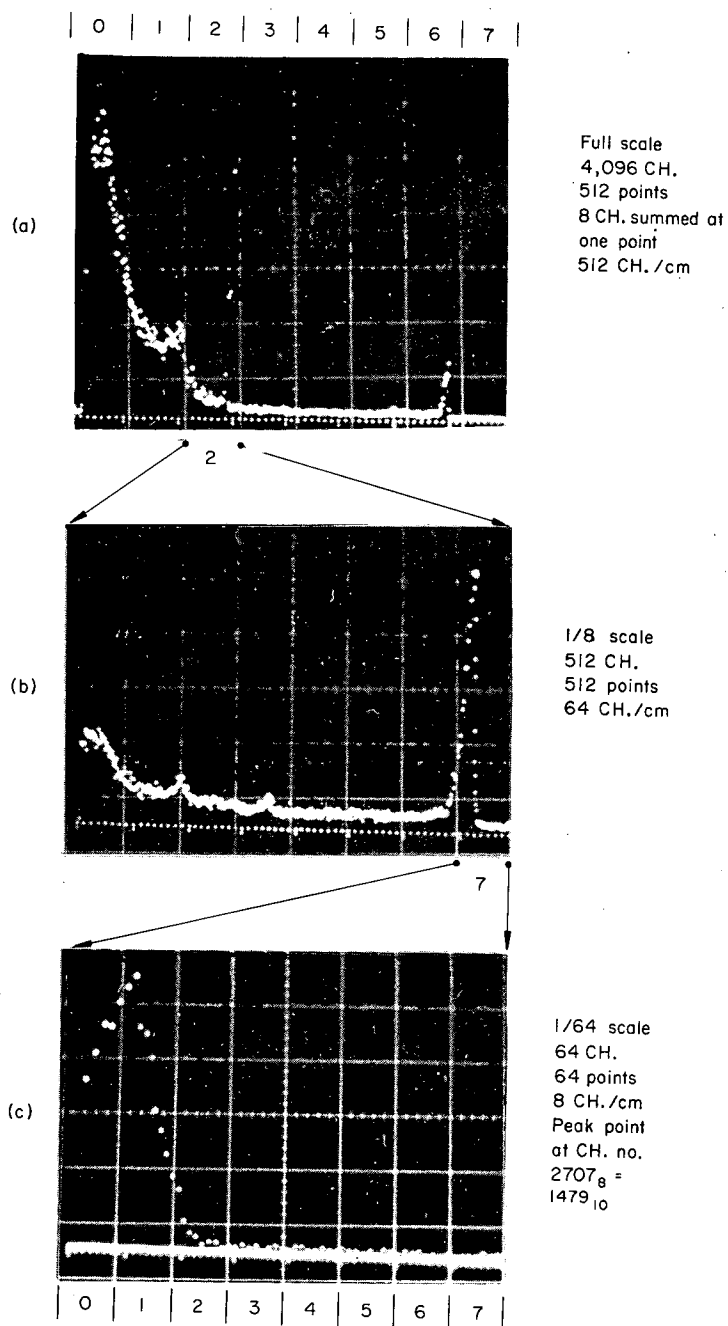 0 1 2 3 4 5 6 7
(a)
Full scale
4,096 CH.
512 points
8 CH. summed at
one point
512 CH./cm
2
(b)
1/8 scale
512 CH.
512 points
64 CH./cm
7
(c)
1/64 scale
64 CH.
64 points
8 CH./cm
Peak point
at CH. no.
2707₈ =
1479₁₀
0 1 2 3 4 5 6 7